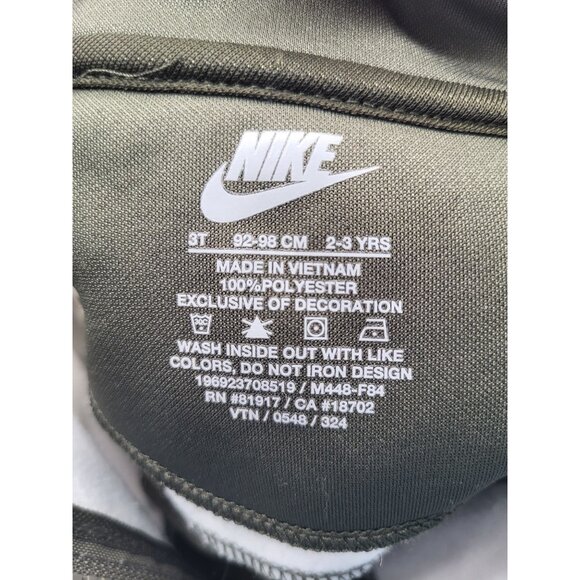 NIKE
3T 92-98 CM 2-3 YRS
MADE IN VIETNAM
100%POLYESTER
EXCLUSIVE OF DECORATION
WASH INSIDE OUT WITH LIKE
COLORS, DO NOT IRON DESIGN
196923708519 / M448-F84
RN #81917 / CA #18702
VTN / 0548 / 324